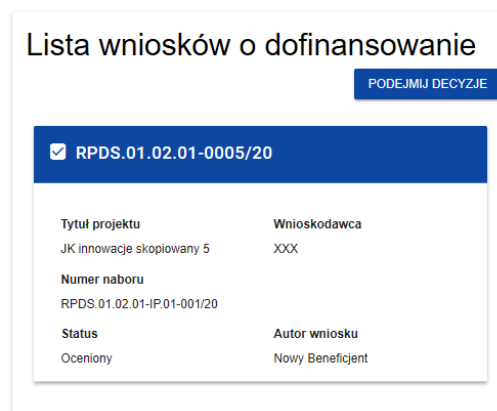 Lista wniosków o dofinansowanie
PODEJMIJ DECYZJE
RPDS.01.02.01-0005/20
Tytuł projektu Wnioskodawca
JK innowacje skopiowany 5 XXX
Numer naboru
RPDS.01.02.01-IP.01-001/20
Status Autor wniosku
Oceniony Nowy Beneficjent